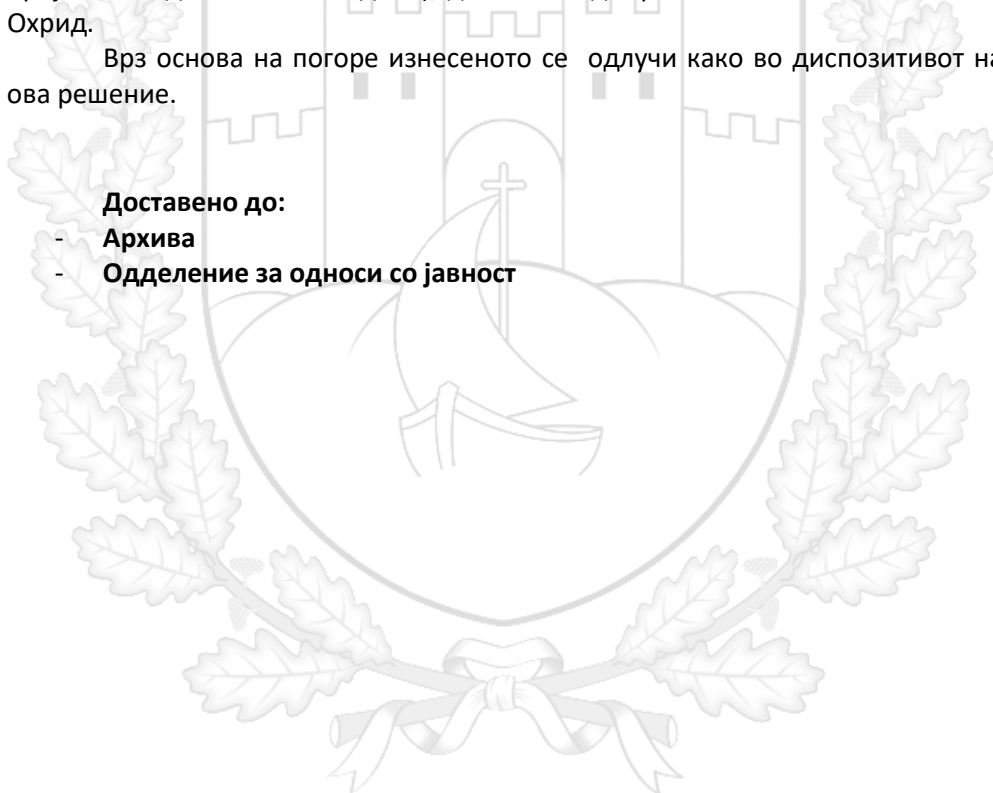 Охрид.
Врз основа на погоре изнесеното се одлучи како во диспозитивот на
ова решение.
Доставено до:
- Архива
- Одделение за односи со јавност